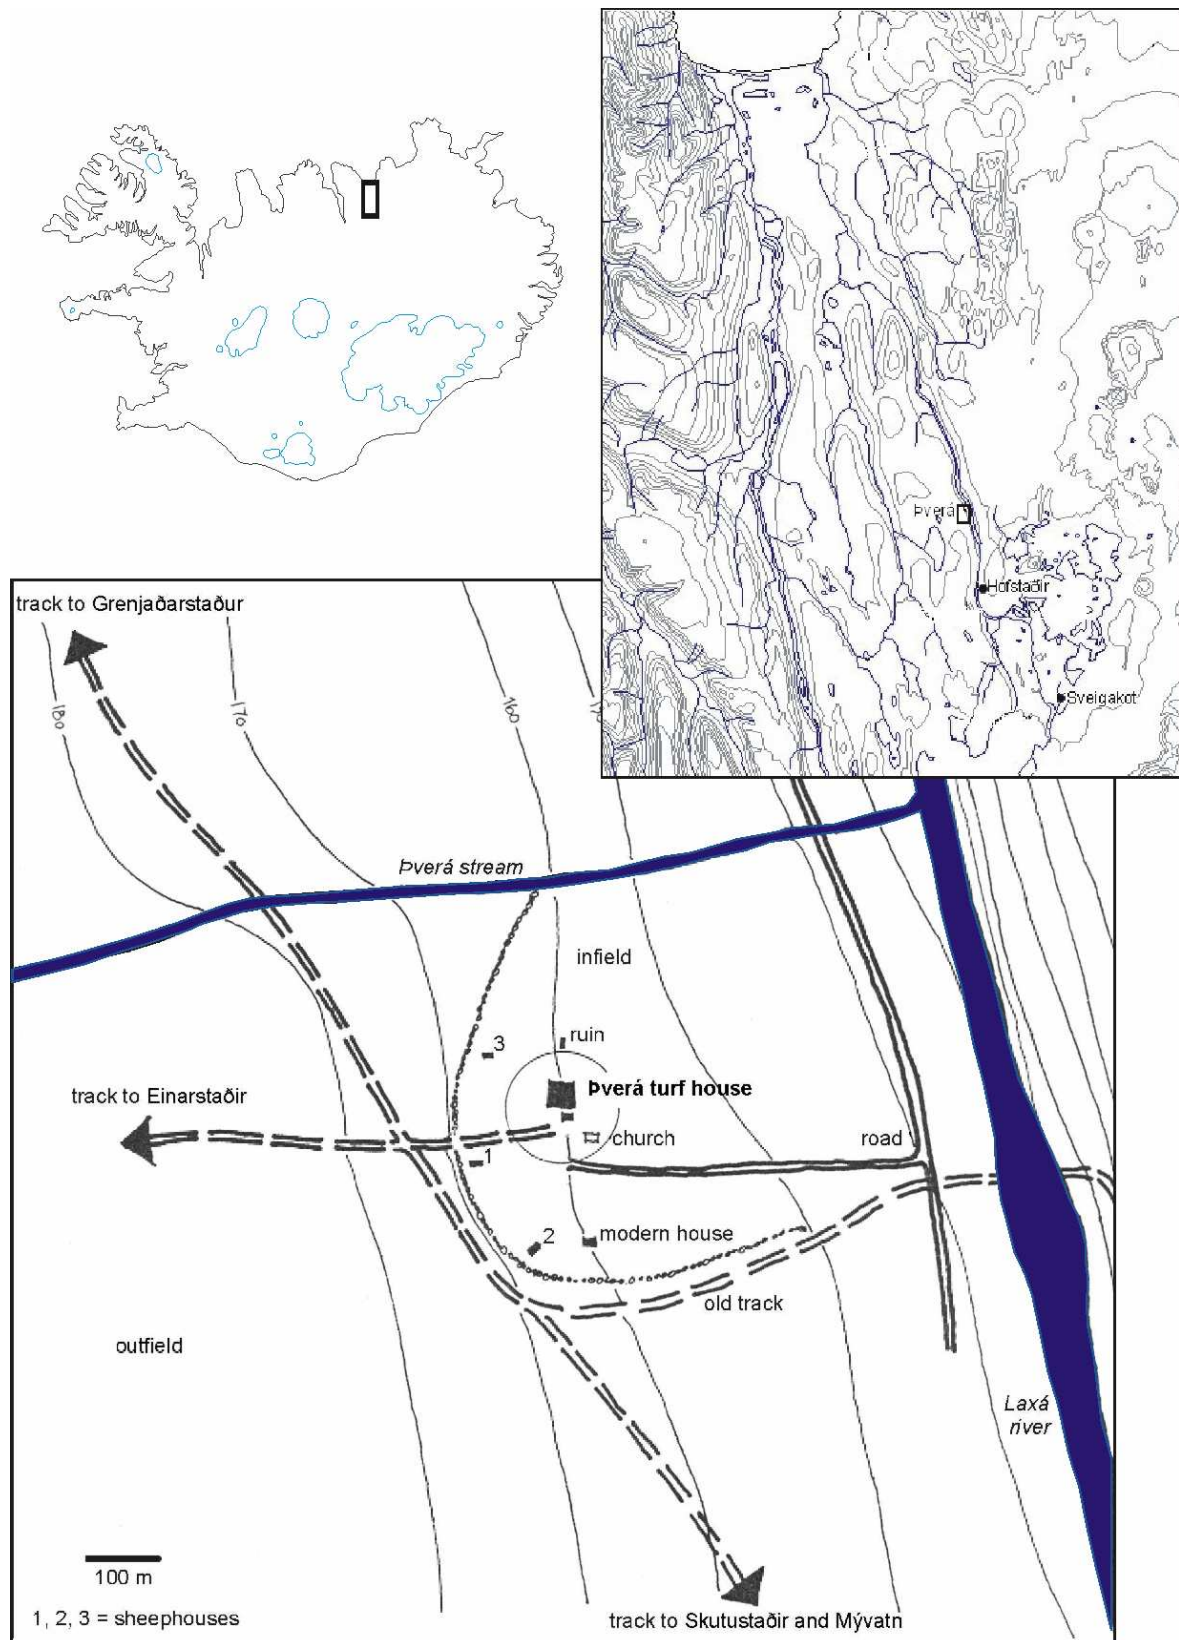 Þverá
Hofstaðir
Sveigakot
track to Grenjaðarstaður
180
170
160
Þverá stream
infield
3
ruin
Þverá turf house
track to Einarstaðir
church
road
1
2
modern house
old track
outfield
Laxá
river
100 m
1, 2, 3 = sheephouses
track to Skutustaðir and Mývatn